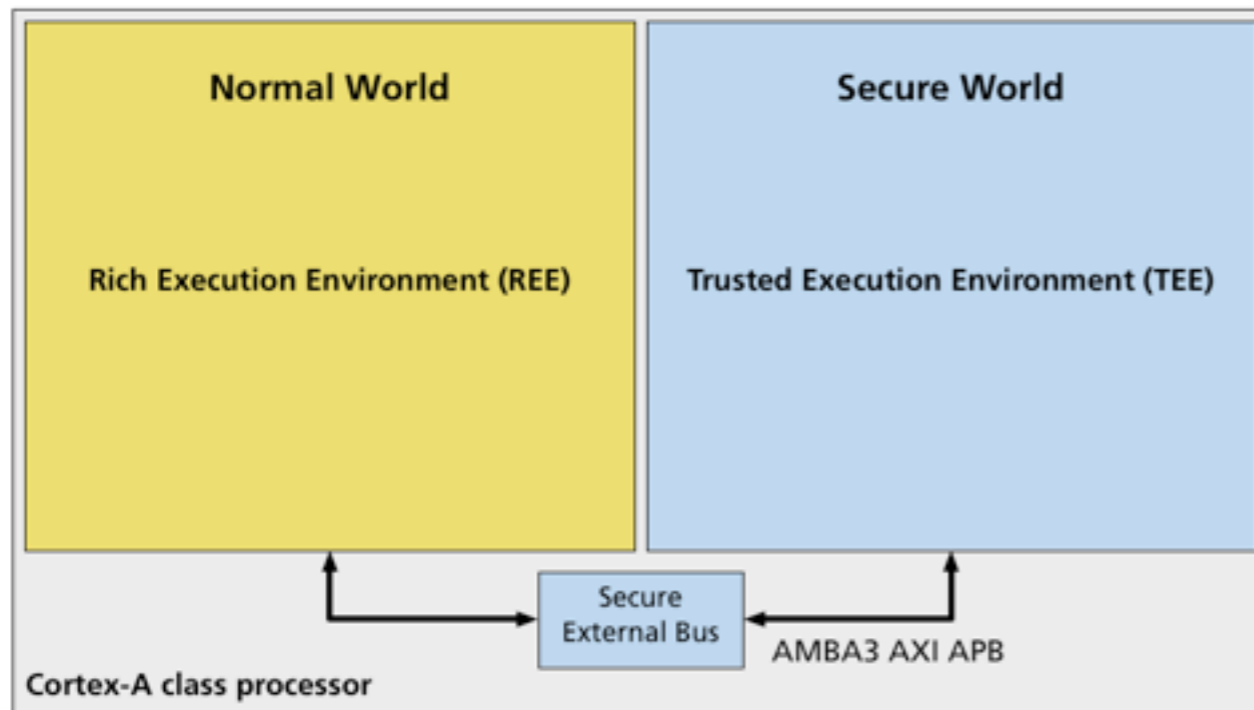 Normal World
Secure World
Rich Execution Environment (REE)
Trusted Execution Environment (TEE)
Secure
External Bus
AMBA3 AXI APB
Cortex-A class processor